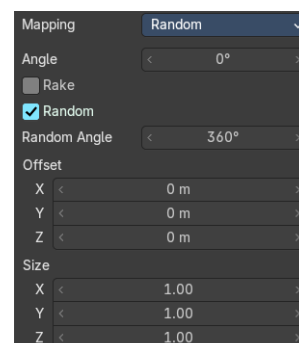 Mapping Random
Angle 0°
Rake
Random
Random Angle 360°
Offset
X 0 m
Y 0 m
Z 0 m
Size
X 1.00
Y 1.00
Z 1.00